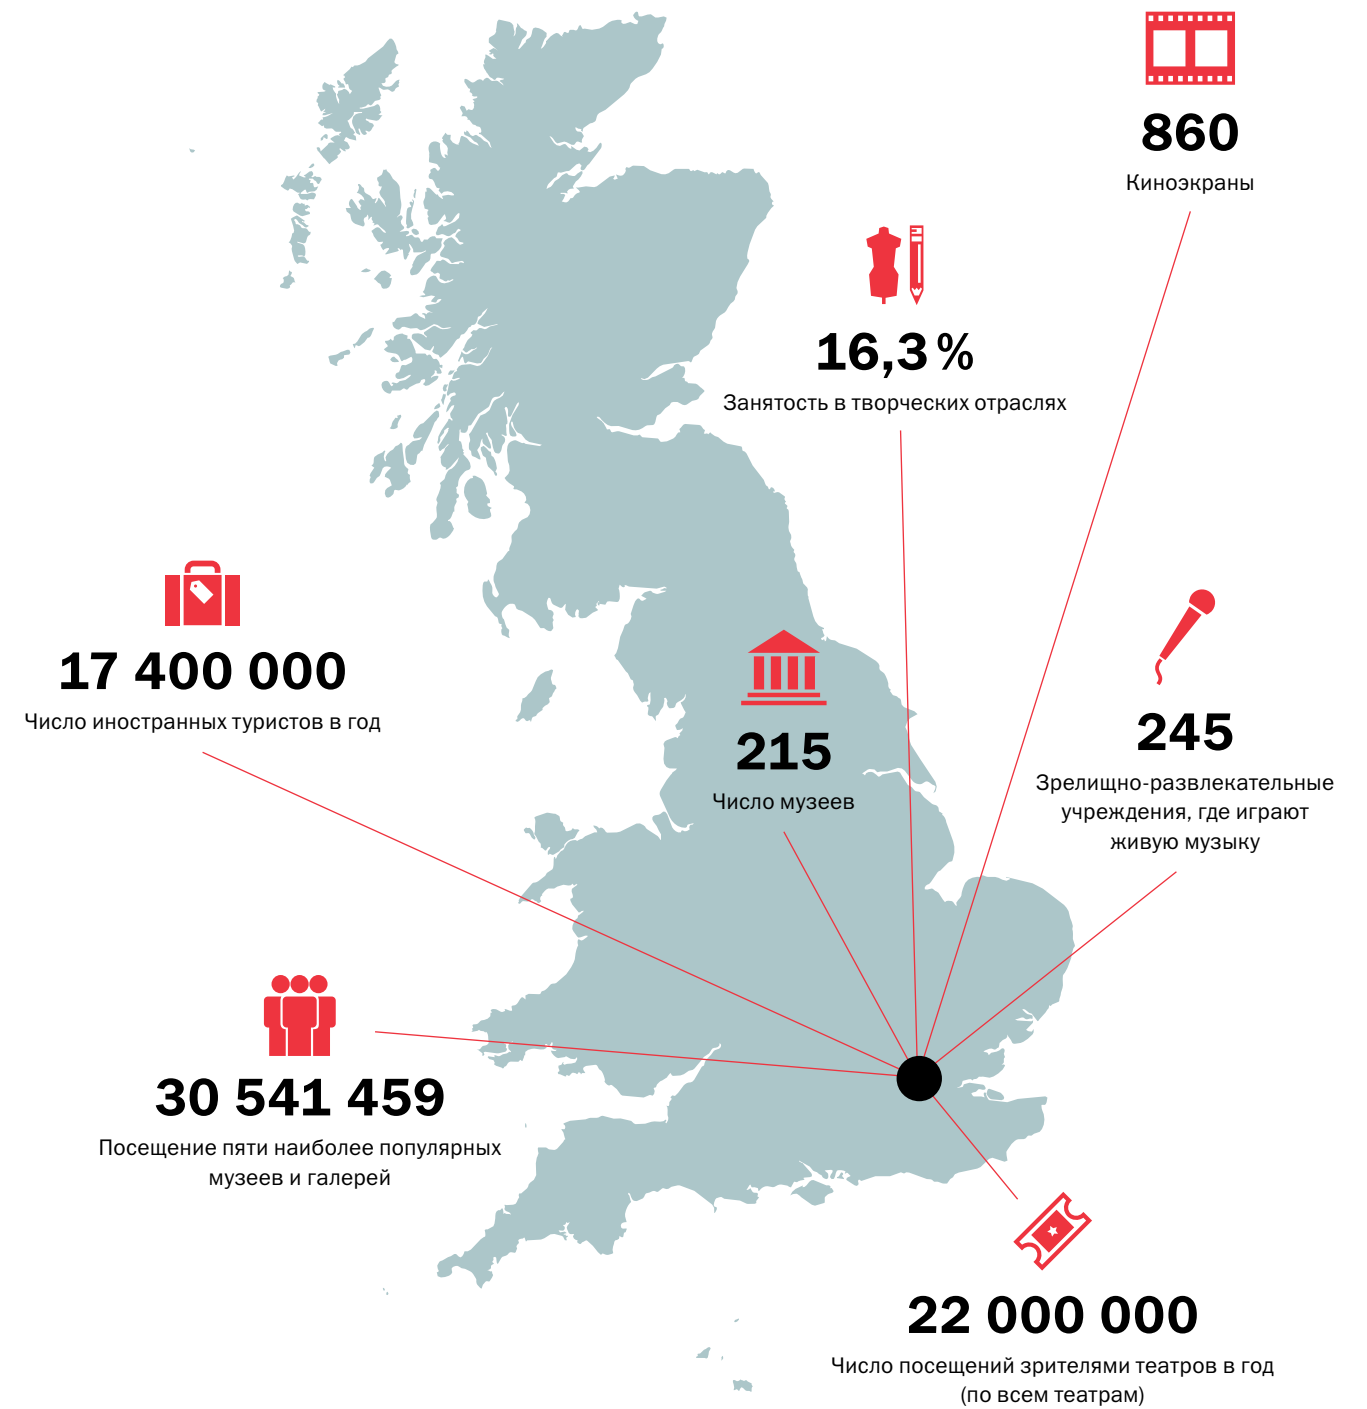 860
Киноэкраны
16,3 %
Занятость в творческих отраслях
17 400 000
Число иностранных туристов в год
215
Число музеев
245
Зрелищно-развлекательные
учреждения, где играют
живую музыку
30 541 459
Посещение пяти наиболее популярных
музеев и галерей
22 000 000
Число посещений зрителями театров в год
(по всем театрам)